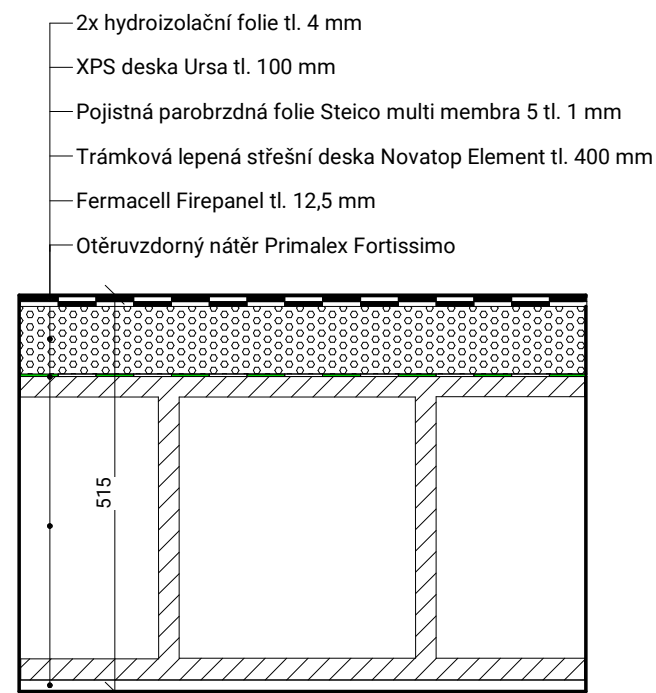 2x hydroizolační folie tl. 4 mm
XPS deska Ursa tl. 100 mm
Pojistná parobrzdná folie Steico multi membra 5 tl. 1 mm
Trámková lepená střešní deska Novatop Element tl. 400 mm
Fermacell Firepanel tl. 12,5 mm
Otěruvzdorný nátěr Primalex Fortissimo
515